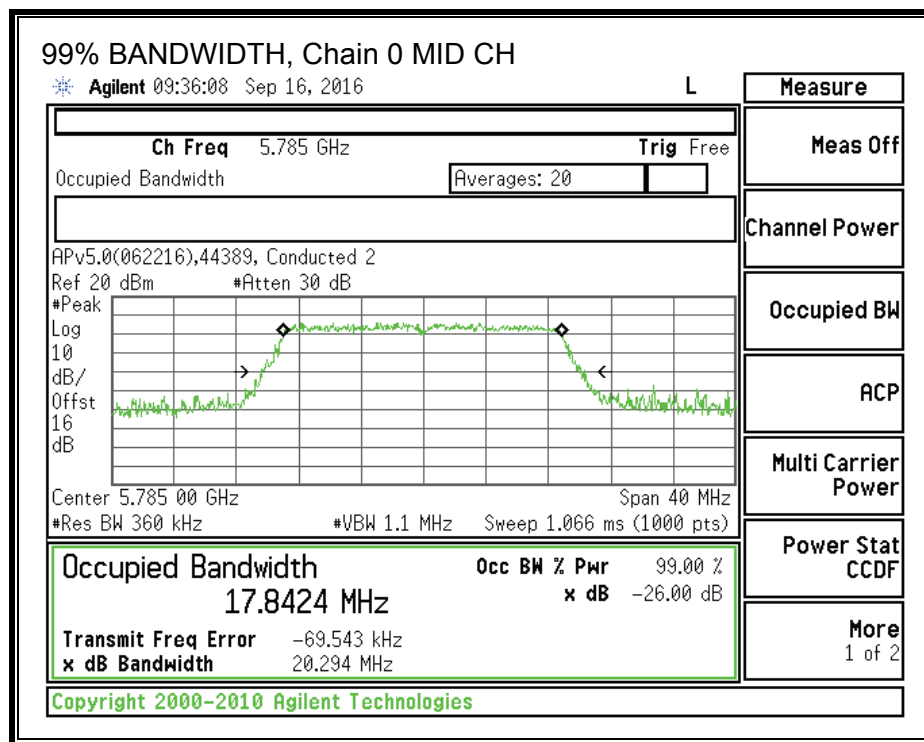 99% BANDWIDTH, Chain 0 MID CH
Agilent 09:36:08 Sep 16, 2016 L
Measure
Ch Freq 5.785 GHz Trig Free
Meas Off
Occupied Bandwidth Averages: 20
Channel Power
APv5.0(062216),44389, Conducted 2
Ref 20 dBm #Atten 30 dB
#Peak
Log
10
dB/
Offst
16
dB
Occupied BW
ACP
Multi Carrier
Power
Center 5.785 00 GHz Span 40 MHz
#Res BW 360 kHz #VBW 1.1 MHz Sweep 1.066 ms (1000 pts)
Power Stat
CCDF
Occupied Bandwidth Occ BW % Pwr 99.00 %
17.8424 MHz x dB -26.00 dB
Transmit Freq Error -69.543 kHz
x dB Bandwidth 20.294 MHz
More
1 of 2
Copyright 2000-2010 Agilent Technologies